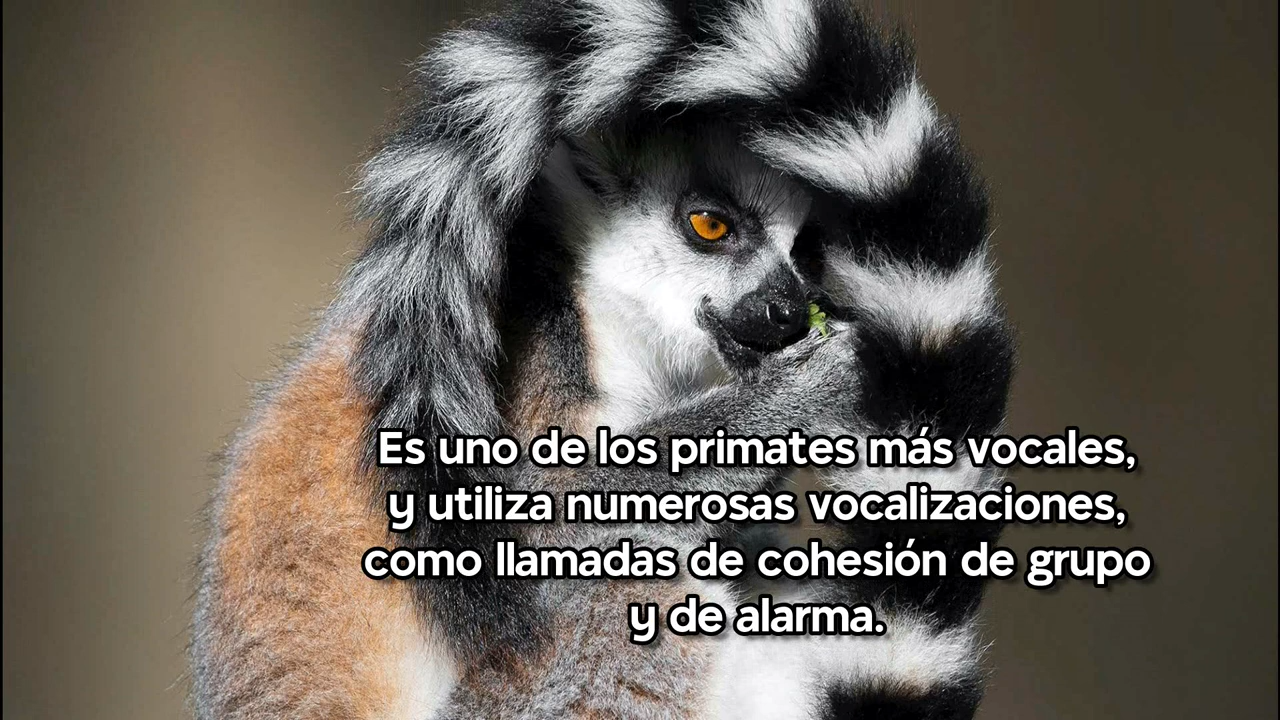 Es uno de los primates más vocales,
y utiliza numerosas vocalizaciones,
como llamadas de cohesión de grupo
y de alarma.